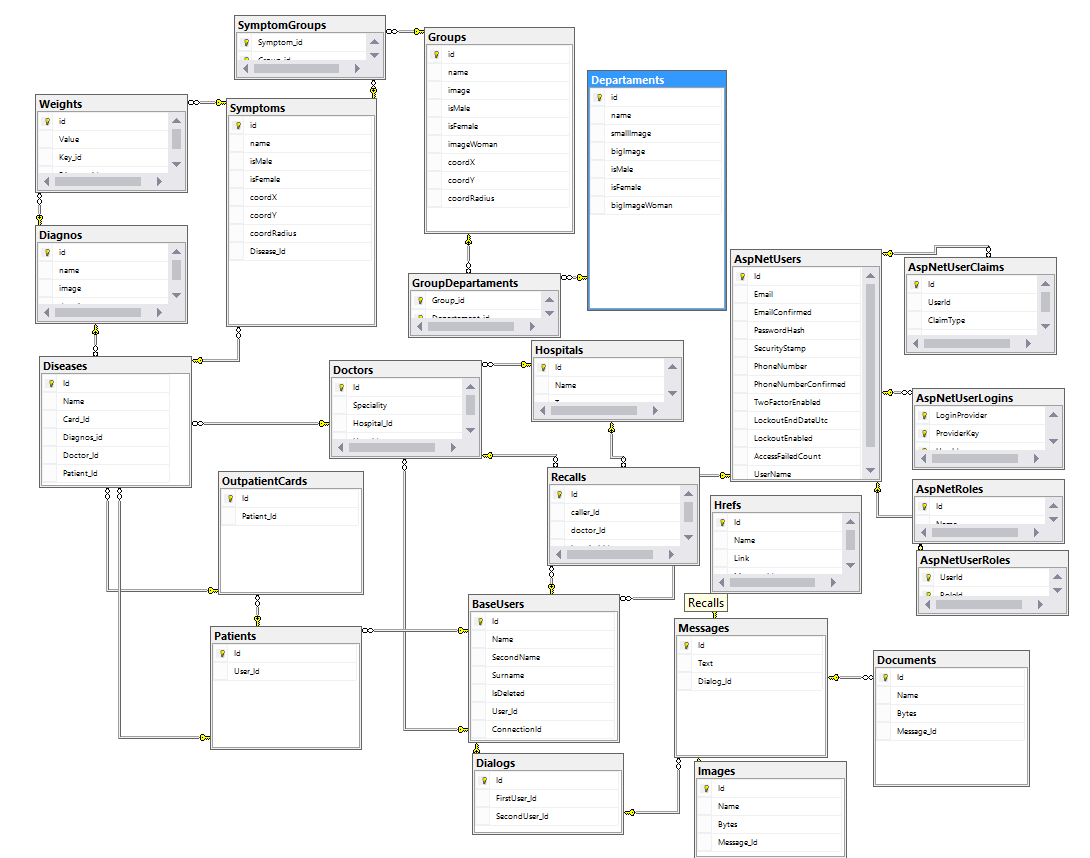 SymptomGroups
Symptom_id
Groups
id
name
image
isMale
isFemale
imageWoman
coordX
coordY
coordRadius
Departaments
id
name
smallImage
bigImage
isMale
isFemale
bigImageWoman
Weights
id
Value
Key_id
Symptoms
id
name
isMale
isFemale
coordX
coordY
coordRadius
Disease_Id
Diagnos
id
name
image
GroupDepartaments
Group_id
Departament_id
AspNetUsers
Id
Email
EmailConfirmed
PasswordHash
SecurityStamp
PhoneNumber
PhoneNumberConfirmed
TwoFactorEnabled
LockoutEndDateUtc
LockoutEnabled
AccessFailedCount
UserName
AspNetUserClaims
Id
UserId
ClaimType
Diseases
Id
Name
Card_Id
Diagnos_id
Doctor_Id
Patient_Id
Doctors
Id
Speciality
Hospital_Id
Hospitals
Id
Name
AspNetUserLogins
LoginProvider
ProviderKey
OutpatientCards
Id
Patient_Id
Recalls
Id
caller_Id
doctor_Id
Hrefs
Id
Name
Link
AspNetRoles
Id
Name
AspNetUserRoles
UserId
RoleId
Recalls
BaseUsers
Id
Name
SecondName
Surname
IsDeleted
User_Id
ConnectionId
Patients
Id
User_Id
Messages
Id
Text
Dialog_Id
Documents
Id
Name
Bytes
Message_Id
Dialogs
Id
FirstUser_Id
SecondUser_Id
Images
Id
Name
Bytes
Message_Id